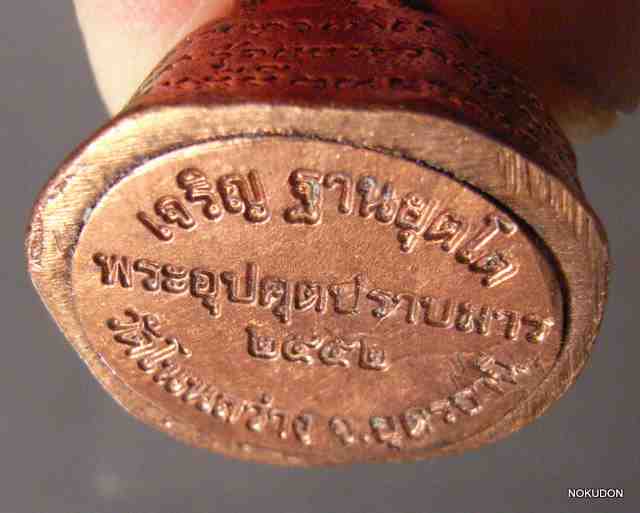 เจริญ ฐานยุตโต
พระอุปคุตปราบมาร
๒๕๕๒
วัดโนนสว่าง จ.อุดรธานี
NOKUDON